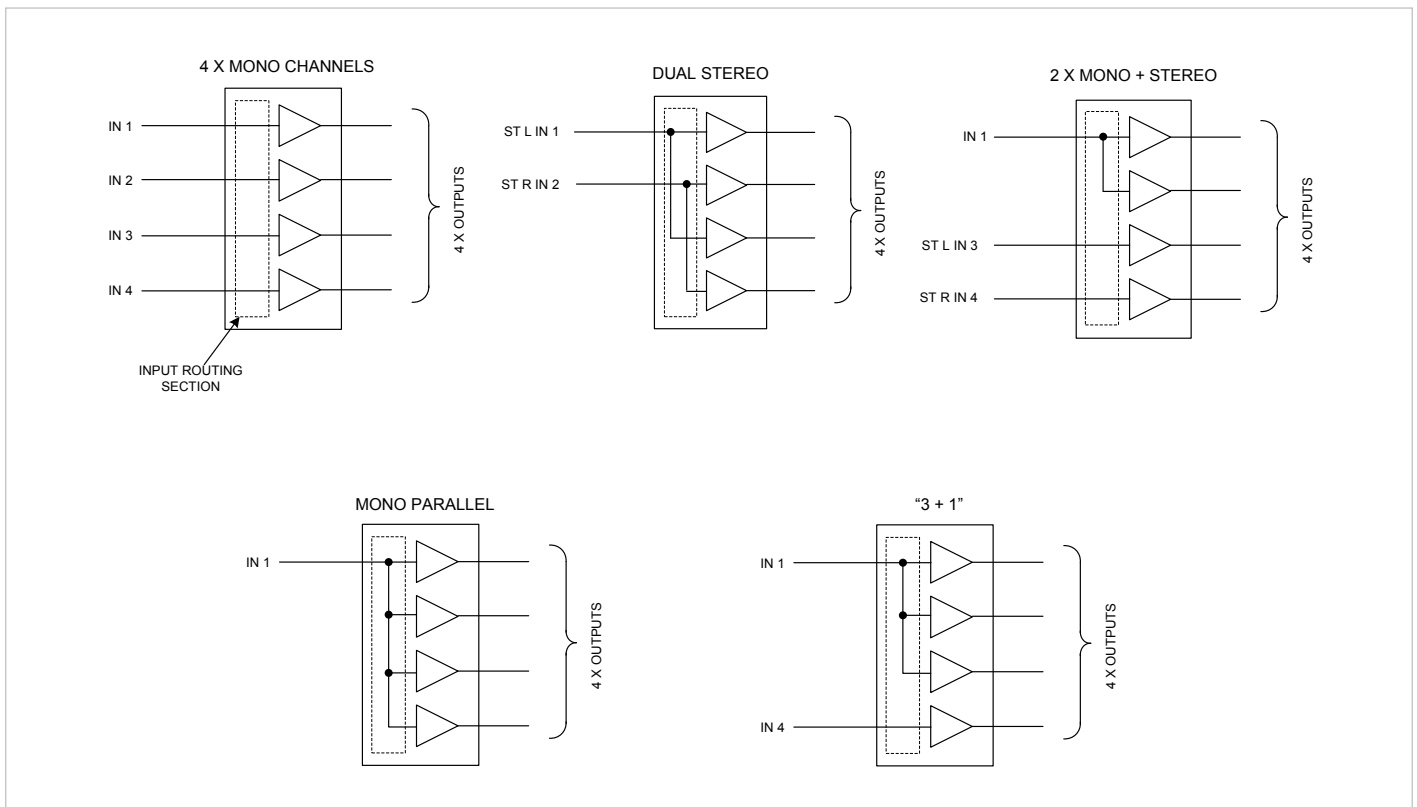 4 X MONO CHANNELS
IN 1
IN 2
IN 3
IN 4
4 X OUTPUTS
INPUT ROUTING
SECTION
DUAL STEREO
ST L IN 1
ST R IN 2
4 X OUTPUTS
2 X MONO + STEREO
IN 1
ST L IN 3
ST R IN 4
4 X OUTPUTS
MONO PARALLEL
IN 1
4 X OUTPUTS
“3 + 1”
IN 1
IN 4
4 X OUTPUTS